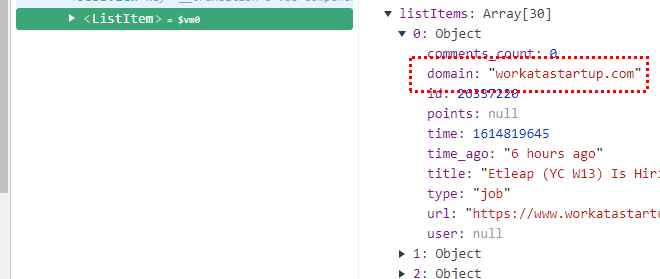 <ListItem> = $vm0
listItems: Array[30]
0: Object
comments_count: 0
domain: "workatastartup.com"
id: 26337220
points: null
time: 1614819645
time_ago: "6 hours ago"
title: "Etleap (YC W13) Is Hiri
type: "job"
url: "https://www.workatastartu
user: null
1: Object
2: Object